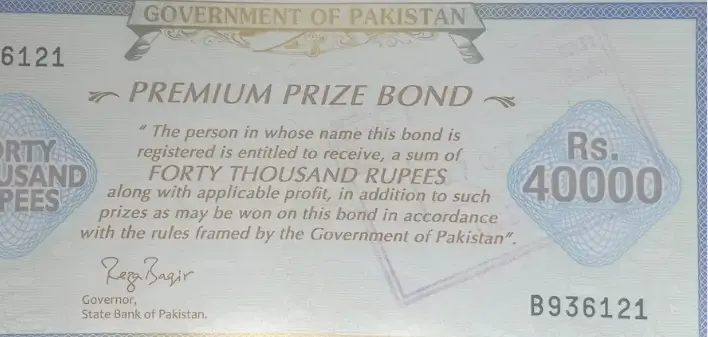 GOVERNMENT OF PAKISTAN
6121
PREMIUM PRIZE BOND
" The person in whose name this bond is
registered is entitled to receive, a sum of
FORTY THOUSAND RUPEES
along with applicable profit, in addition to such
prizes as may be won on this bond in accordance
with the rules framed by the Government of Pakistan".
RTY
USAND
PEES
Rs.
40000
Reza Baqir
Governor,
State Bank of Pakistan.
B936121